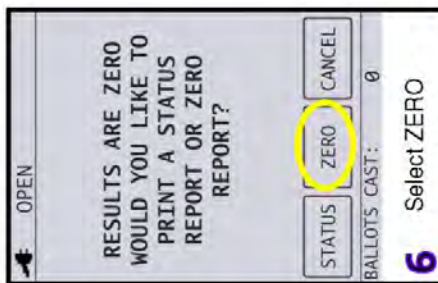 OPEN
RESULTS ARE ZERO
WOULD YOU LIKE TO
PRINT A STATUS
REPORT OR ZERO
REPORT?
STATUS ZERO CANCEL
BALLOTS CAST: 0
6 Select ZERO